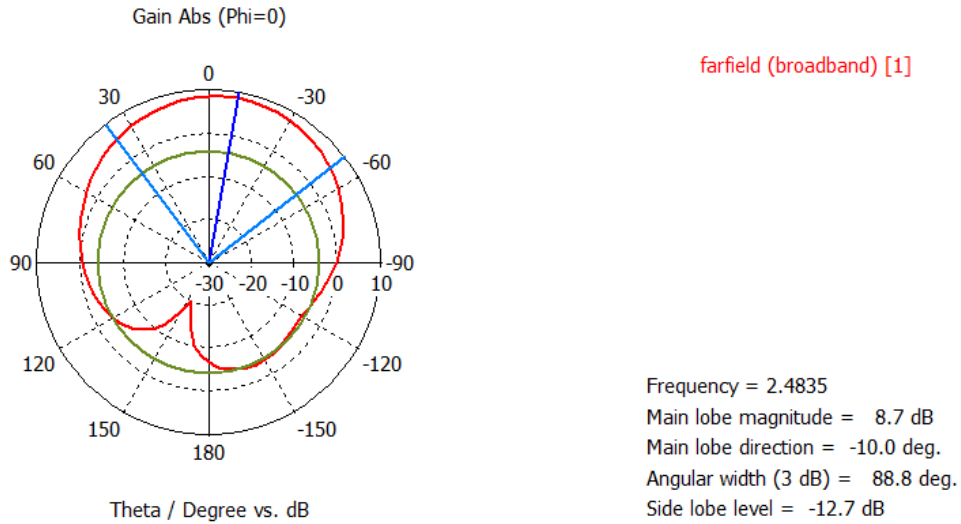 Gain Abs (Phi=0)
farfield (broadband) [1]
0
30
-30
60
-60
90
-30
-20
-10
0
10
-90
120
-120
150
-150
180
Theta / Degree vs. dB
Frequency = 2.4835
Main lobe magnitude = 8.7 dB
Main lobe direction = -10.0 deg.
Angular width (3 dB) = 88.8 deg.
Side lobe level = -12.7 dB